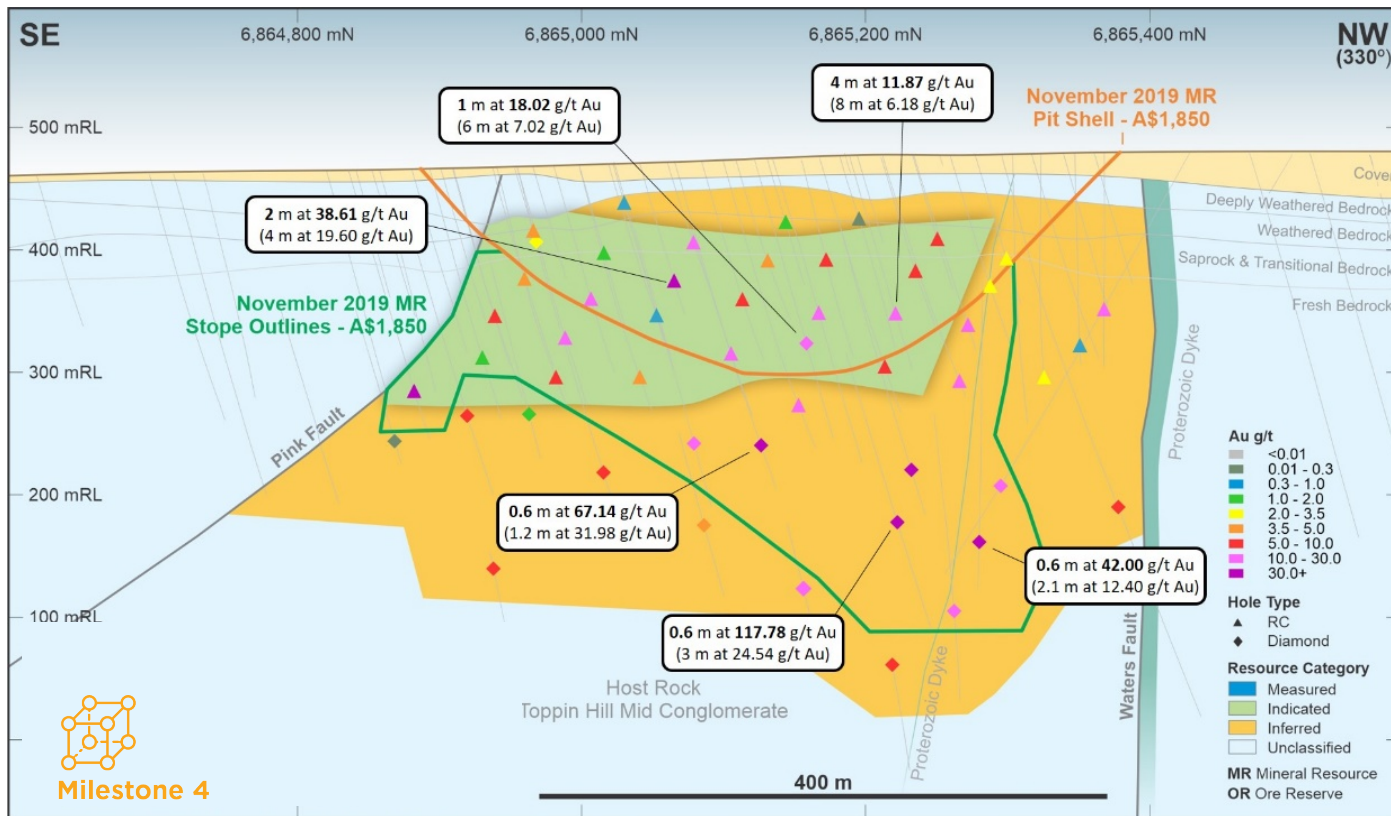 SE
6,864,800 mN
6,865,000 mN
6,865,200 mN
6,865,400 mN
NW
(330º)
500 mRL
400 mRL
300 mRL
200 mRL
100 mRL
1 m at 18.02 g/t Au
(6 m at 7.02 g/t Au)
4 m at 11.87 g/t Au
(8 m at 6.18 g/t Au)
November 2019 MR
Pit Shell - A$1,850
2 m at 38.61 g/t Au
(4 m at 19.60 g/t Au)
November 2019 MR
Stope Outlines - A$1,850
Cover
Deeply Weathered Bedrock
Weathered Bedrock
Saprock & Transitional Bedrock
Fresh Bedrock
Pink Fault
Proterozoic Dyke
0.6 m at 67.14 g/t Au
(1.2 m at 31.98 g/t Au)
0.6 m at 42.00 g/t Au
(2.1 m at 12.40 g/t Au)
0.6 m at 117.78 g/t Au
(3 m at 24.54 g/t Au)
Host Rock
Toppin Hill Mid Conglomerate
Proterozoic Dyke
Waters Fault
Au g/t
<0.01
0.01 - 0.3
0.3 - 1.0
1.0 - 2.0
2.0 - 3.5
3.5 - 5.0
5.0 - 10.0
10.0 - 30.0
30.0+
Hole Type
RC
Diamond
Resource Category
Measured
Indicated
Inferred
Unclassified
MR Mineral Resource
OR Ore Reserve
Milestone 4
400 m